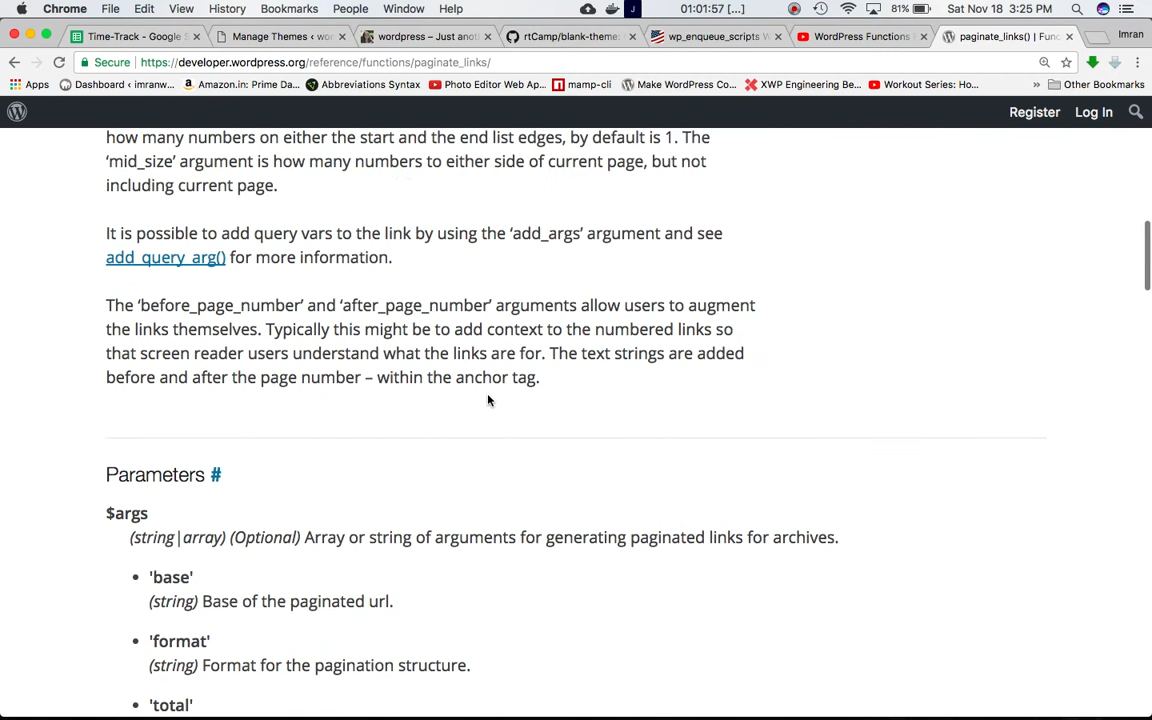 Chrome File Edit View History Bookmarks People Window Help 01:01:57 [...] 81% Sat Nov 18 3:25 PM
Time-Track - Google S Manage Themes ‹ wor wordpress – Just anot rtCamp/blank-theme: wp_enqueue_scripts W WordPress Functions paginate_links() | Func Imran
Secure https://developer.wordpress.org/reference/functions/paginate_links/
Apps Dashboard ‹ imranw... Amazon.in: Prime Da... Abbreviations Syntax Photo Editor Web Ap... mamp-cli Make WordPress Co... XWP Engineering Be... Workout Series: Ho... » Other Bookmarks
Register Log In
how many numbers on either the start and the end list edges, by default is 1. The
‘mid_size’ argument is how many numbers to either side of current page, but not
including current page.
It is possible to add query vars to the link by using the ‘add_args’ argument and see
add_query_arg() for more information.
The ‘before_page_number’ and ‘after_page_number’ arguments allow users to augment
the links themselves. Typically this might be to add context to the numbered links so
that screen reader users understand what the links are for. The text strings are added
before and after the page number – within the anchor tag.
Parameters #
$args
(string|array) (Optional) Array or string of arguments for generating paginated links for archives.
• 'base'
(string) Base of the paginated url.
• 'format'
(string) Format for the pagination structure.
• 'total'